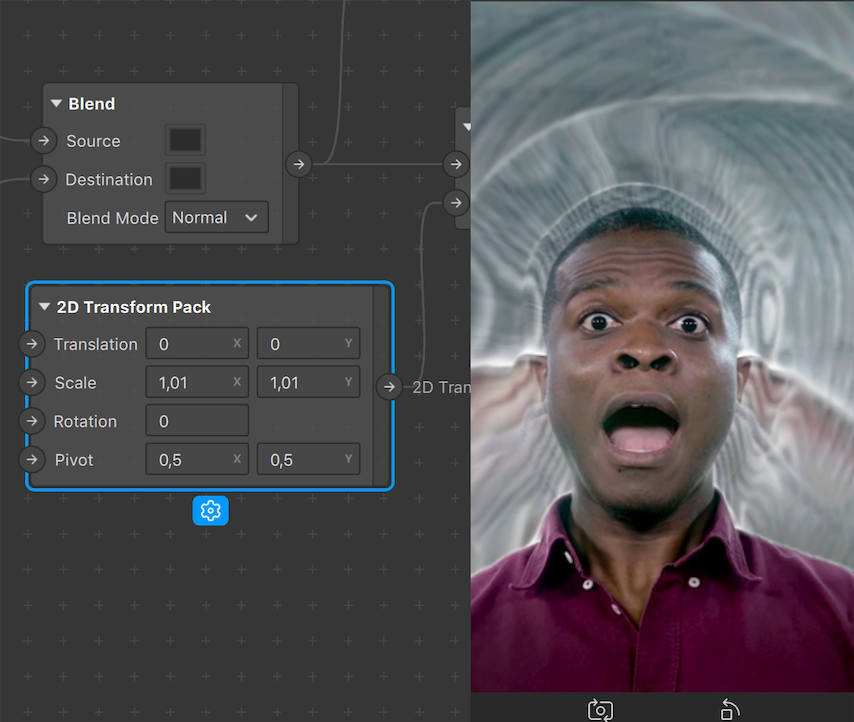 Blend
Source
Destination
Blend Mode Normal
2D Transform Pack
Translation 0 X 0 Y
Scale 1,01 X 1,01 Y
2D Tran
Rotation 0
Pivot 0,5 X 0,5 Y